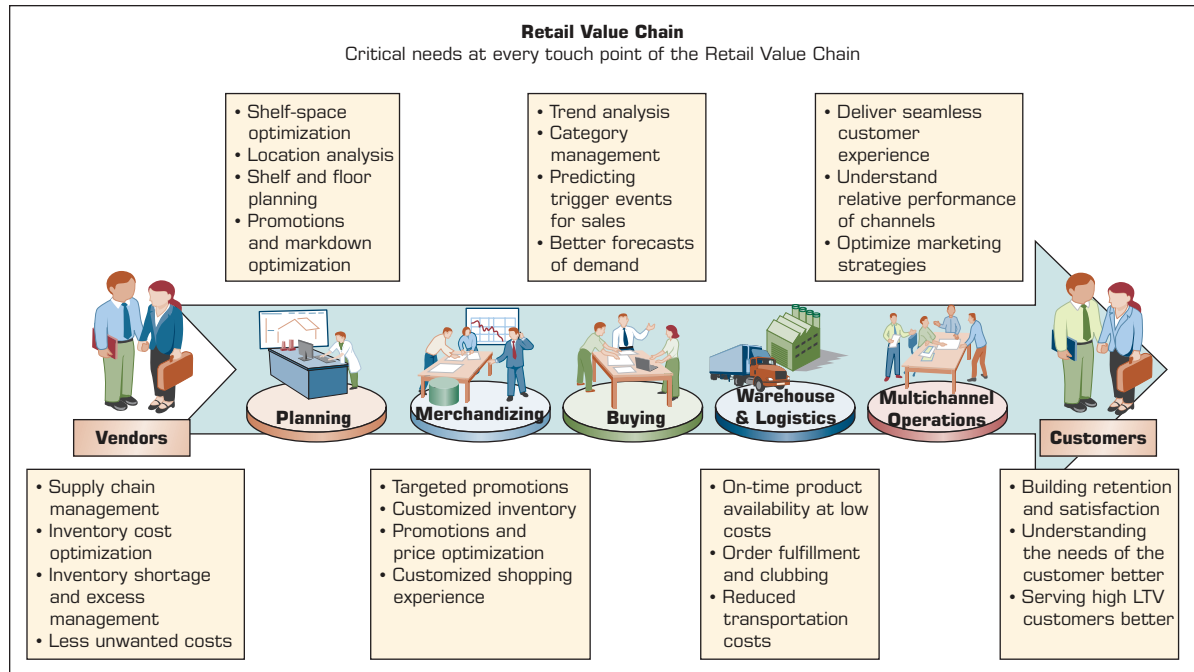 Retail Value Chain
Critical needs at every touch point of the Retail Value Chain
• Shelf-space
optimization
• Location analysis
• Shelf and floor
planning
• Promotions
and markdown
optimization
• Trend analysis
• Category
management
• Predicting
trigger events
for sales
• Better forecasts
of demand
• Deliver seamless
customer
experience
• Understand
relative performance
of channels
• Optimize marketing
strategies
Vendors
Planning
Merchandizing
Buying
Warehouse
& Logistics
Multichannel
Operations
Customers
• Supply chain
management
• Inventory cost
optimization
• Inventory shortage
and excess
management
• Less unwanted costs
• Targeted promotions
• Customized inventory
• Promotions and
price optimization
• Customized shopping
experience
• On-time product
availability at low
costs
• Order fulfillment
and clubbing
• Reduced
transportation
costs
• Building retention
and satisfaction
• Understanding
the needs of the
customer better
• Serving high LTV
customers better